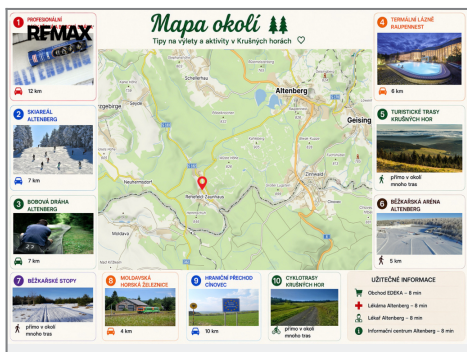 Mapa okolí
Tipy na výlety a aktivity v Krušných horách
1
PROFESIONÁLNÍ
RE/MAX
ALTENBERG
12 km
2
SKIAREÁL
ALTENBERG
7 km
3
BOBOVÁ DRÁHA
ALTENBERG
7 km
4
TERMÁLNÍ LÁZNĚ
RAUPENNEST
6 km
5
TURISTICKÉ TRASY
KRUŠNÝCH HOR
přímo v okolí
mnoho tras
6
BĚŽKAŘSKÁ ARÉNA
ALTENBERG
5 km
Schellerhau
Altenberg
Geising
Seyde
Neuhermsdorf
Rehefeld-Zaunhaus
Zinnwald
Moldava
7
BĚŽKAŘSKÉ STOPY
přímo v okolí
mnoho tras
8
MOLDAVSKÁ
HORSKÁ ŽELEZNICE
4 km
9
HRANIČNÍ PŘECHOD
CÍNOVEC
10 km
10
CYKLOTRASY
KRUŠNÝCH HOR
přímo v okolí
mnoho tras
UŽITEČNÉ INFORMACE
Obchod EDEKA – 8 min
Lékárna Altenberg – 8 min
Lékař Altenberg – 8 min
Informační centrum Altenberg – 8 min